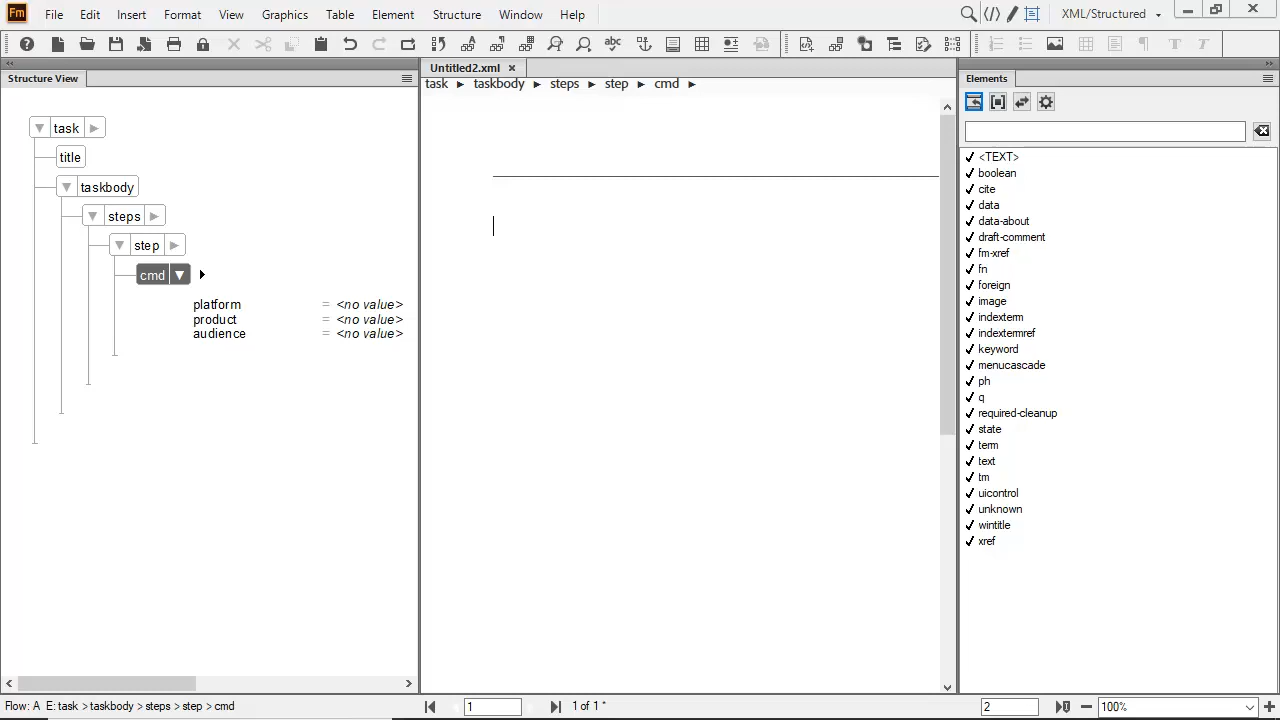 Fm File Edit Insert Format View Graphics Table Element Structure Window Help XML/Structured
Structure View
Untitled2.xml
Elements
task taskbody steps step cmd
task
title
taskbody
steps
step
cmd
platform = <no value>
product = <no value>
audience = <no value>
<TEXT>
boolean
cite
data
data-about
draft-comment
fm-xref
fn
foreign
image
indexterm
indextermref
keyword
menucascade
ph
q
required-cleanup
state
term
text
tm
uicontrol
unknown
wintitle
xref
Flow: A E: task > taskbody > steps > step > cmd
1
1 of 1 *
2
100%